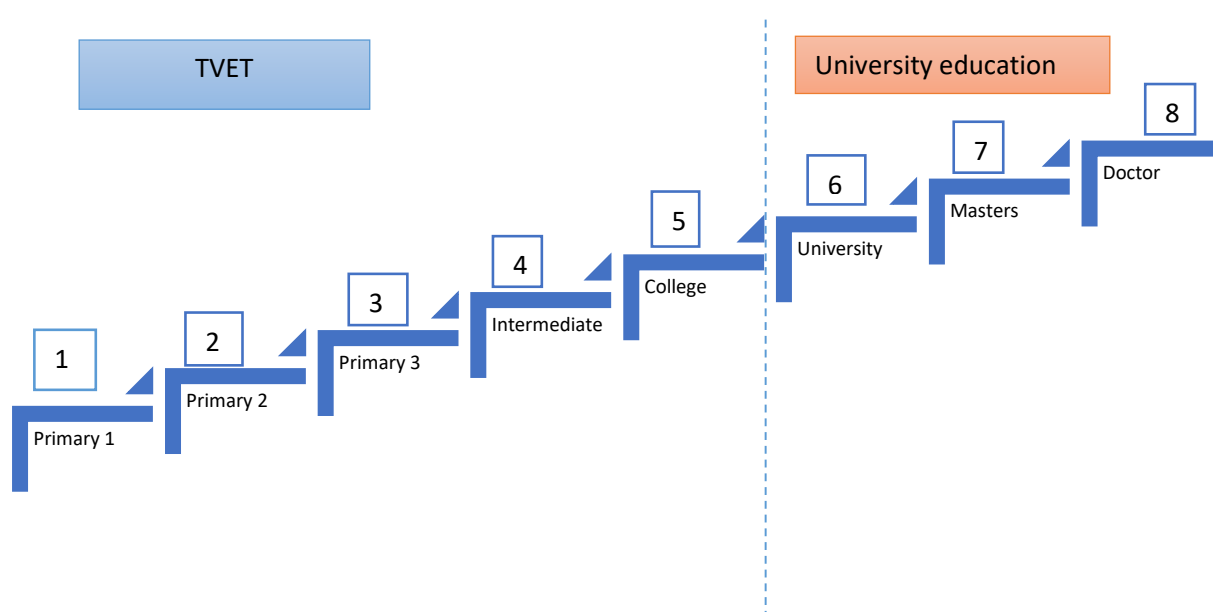 TVET
University education
1
Primary 1
2
Primary 2
3
Primary 3
4
Intermediate
5
College
6
University
7
Masters
8
Doctor